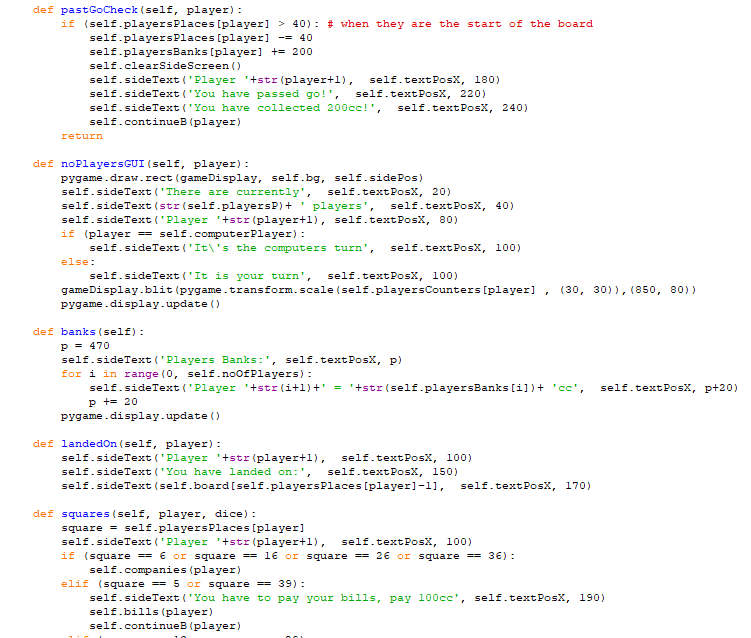 def pastGoCheck(self, player):
if (self.playersPlaces[player] > 40): # when they are the start of the board
self.playersPlaces[player] -= 40
self.playersBanks[player] += 200
self.clearSideScreen()
self.sideText('Player '+str(player+1), self.textPosX, 180)
self.sideText('You have passed go!', self.textPosX, 220)
self.sideText('You have collected 200cc!', self.textPosX, 240)
self.continueB(player)
return
def noPlayersGUI(self, player):
pygame.draw.rect(gameDisplay, self.bg, self.sidePos)
self.sideText('There are currently', self.textPosX, 20)
self.sideText(str(self.playersP)+ ' players', self.textPosX, 40)
self.sideText('Player '+str(player+1), self.textPosX, 80)
if (player == self.computerPlayer):
self.sideText('It\'s the computers turn', self.textPosX, 100)
else:
self.sideText('It is your turn', self.textPosX, 100)
gameDisplay.blit(pygame.transform.scale(self.playersCounters[player] , (30, 30)),(850, 80))
pygame.display.update()
def banks(self):
p = 470
self.sideText('Players Banks:', self.textPosX, p)
for i in range(0, self.noOfPlayers):
self.sideText('Player '+str(i+1)+' = '+str(self.playersBanks[i])+ 'cc', self.textPosX, p+20)
p += 20
pygame.display.update()
def landedOn(self, player):
self.sideText('Player '+str(player+1), self.textPosX, 100)
self.sideText('You have landed on:', self.textPosX, 150)
self.sideText(self.board[self.playersPlaces[player]-1], self.textPosX, 170)
def squares(self, player, dice):
square = self.playersPlaces[player]
self.sideText('Player '+str(player+1), self.textPosX, 100)
if (square == 6 or square == 16 or square == 26 or square == 36):
self.companies(player)
elif (square == 5 or square == 39):
self.sideText('You have to pay your bills, pay 100cc', self.textPosX, 190)
self.bills(player)
self.continueB(player)